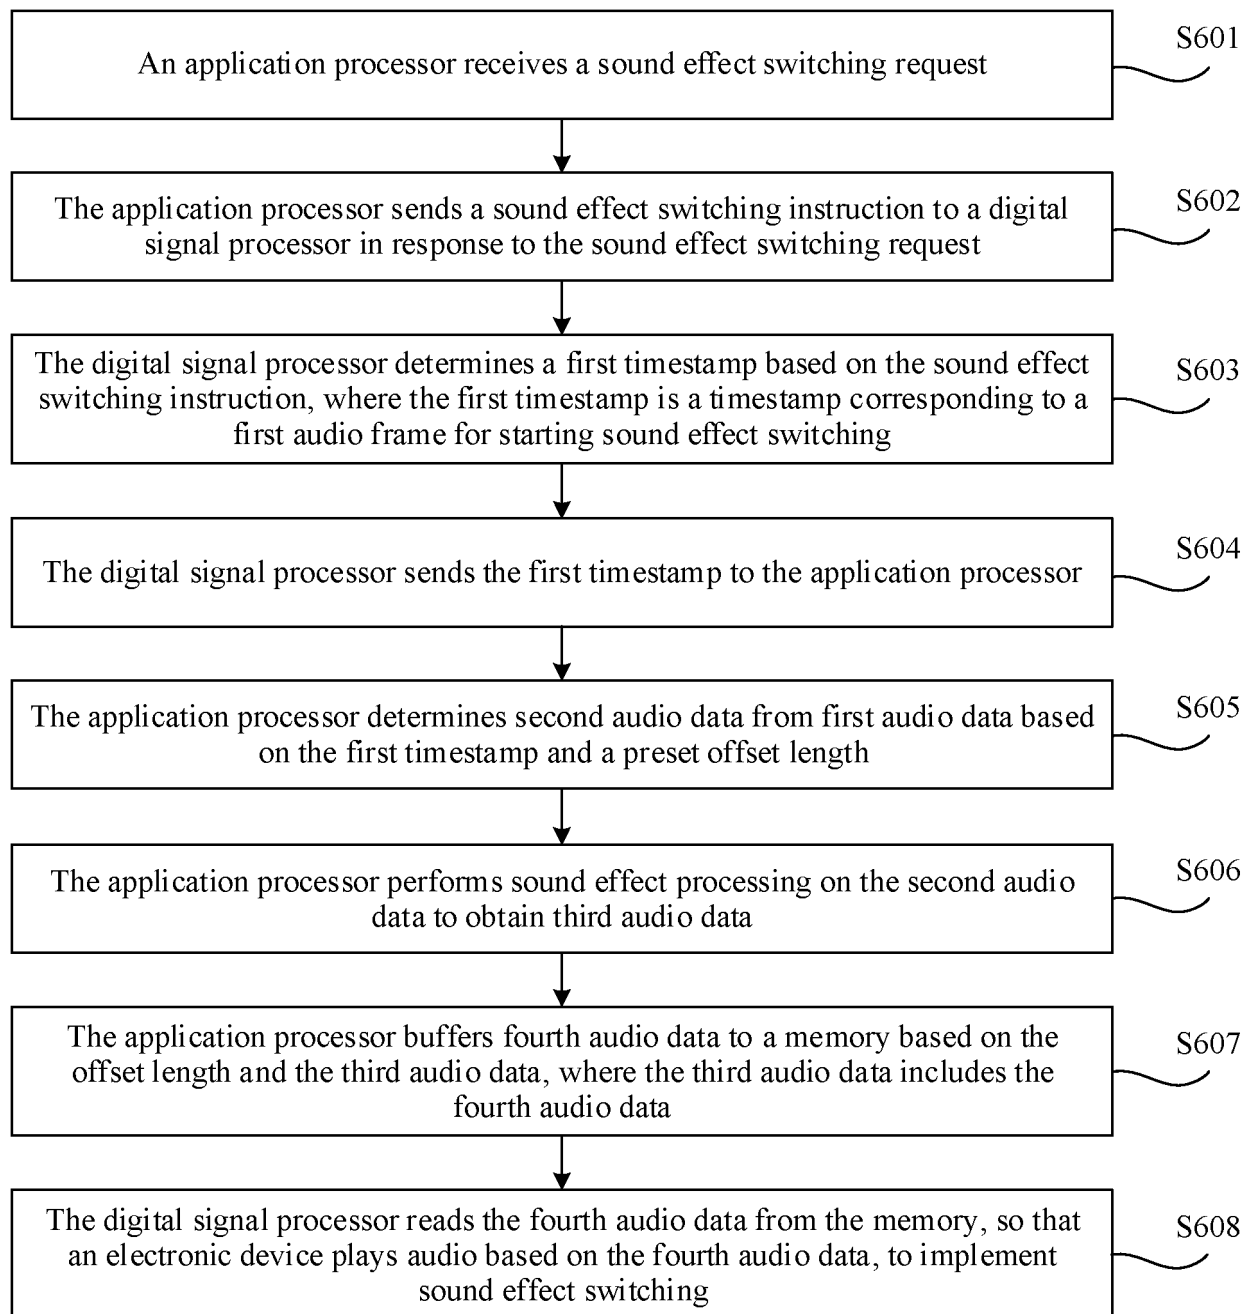 An application processor receives a sound effect switching request
S601
The application processor sends a sound effect switching instruction to a digital
signal processor in response to the sound effect switching request
S602
The digital signal processor determines a first timestamp based on the sound effect
switching instruction, where the first timestamp is a timestamp corresponding to a
first audio frame for starting sound effect switching
S603
The digital signal processor sends the first timestamp to the application processor
S604
The application processor determines second audio data from first audio data based
on the first timestamp and a preset offset length
S605
The application processor performs sound effect processing on the second audio
data to obtain third audio data
S606
The application processor buffers fourth audio data to a memory based on the
offset length and the third audio data, where the third audio data includes the
fourth audio data
S607
The digital signal processor reads the fourth audio data from the memory, so that
an electronic device plays audio based on the fourth audio data, to implement
sound effect switching
S608